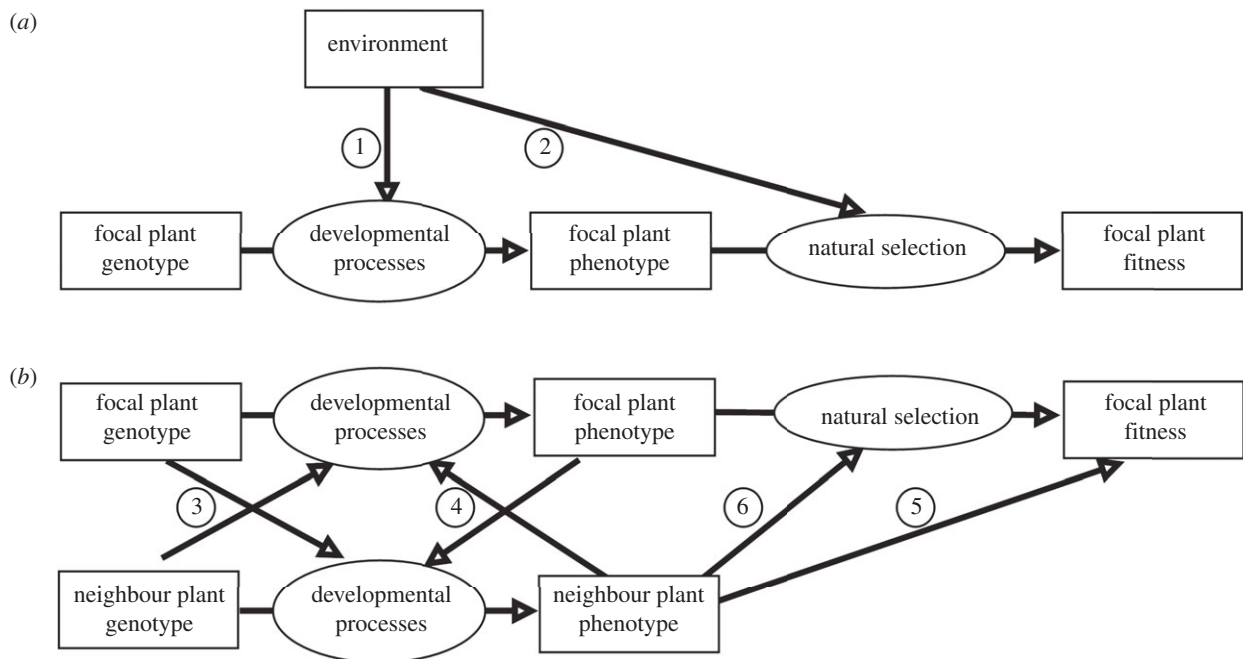 (a)
environment
1
2
focal plant
genotype
developmental
processes
focal plant
phenotype
natural selection
focal plant
fitness
(b)
focal plant
genotype
developmental
processes
focal plant
phenotype
natural selection
focal plant
fitness
3
4
6
5
neighbour plant
genotype
developmental
processes
neighbour plant
phenotype